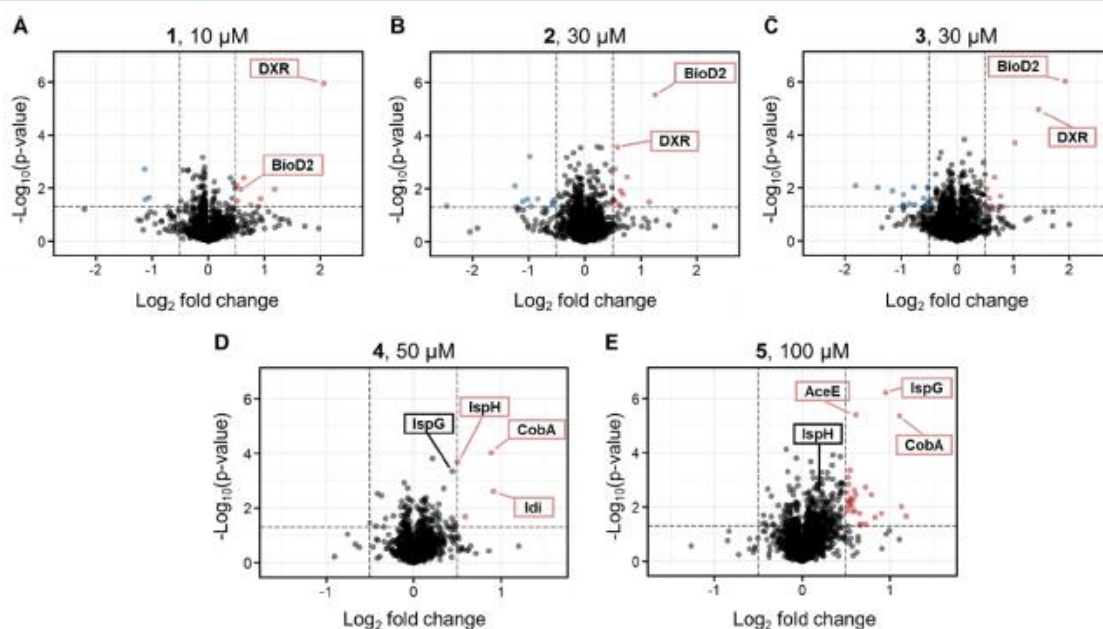 A
1, 10 μM
DXR
BioD2
-Log10(p-value)
6
4
2
0
-2
-1
0
1
2
Log2 fold change
B
2, 30 μM
BioD2
DXR
-Log10(p-value)
6
4
2
0
-2
-1
0
1
2
Log2 fold change
C
3, 30 μM
BioD2
DXR
-Log10(p-value)
6
4
2
0
-2
-1
0
1
2
Log2 fold change
D
4, 50 μM
IspH
IspG
CobA
Idi
-Log10(p-value)
6
4
2
0
-1
0
1
Log2 fold change
E
5, 100 μM
AceE
IspG
IspH
CobA
-Log10(p-value)
6
4
2
0
-1
0
1
Log2 fold change